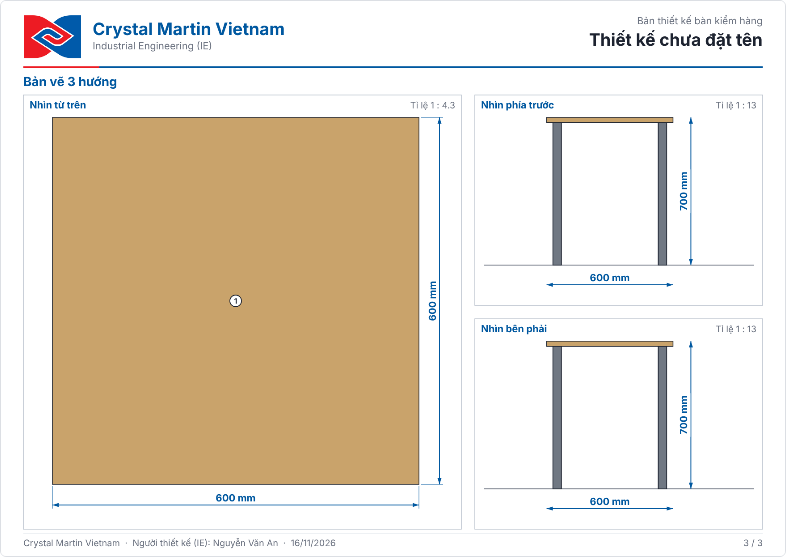 Crystal Martin Vietnam
Industrial Engineering (IE)
Bản thiết kế bàn kiểm hàng
Thiết kế chưa đặt tên
Bản vẽ 3 hướng
Nhìn từ trên
Tỉ lệ 1 : 4.3
1
600 mm
600 mm
Nhìn phía trước
Tỉ lệ 1 : 13
700 mm
600 mm
Nhìn bên phải
Tỉ lệ 1 : 13
700 mm
600 mm
Crystal Martin Vietnam · Người thiết kế (IE): Nguyễn Văn An · 16/11/2026
3 / 3